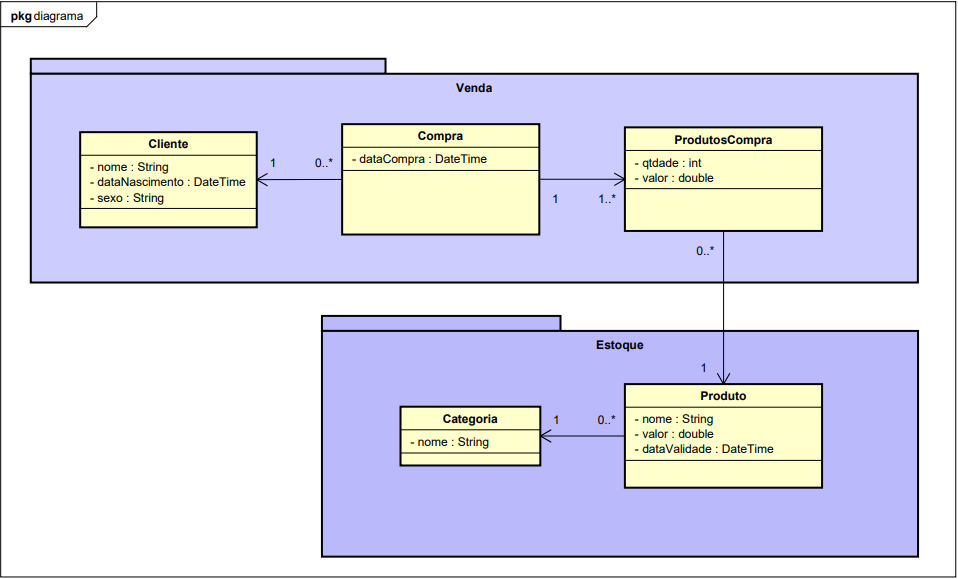 pkg diagrama
Venda
Cliente
- nome : String
- dataNascimento : DateTime
- sexo : String
1
0..*
Compra
- dataCompra : DateTime
1
1..*
ProdutosCompra
- qtdade : int
- valor : double
0..*
Estoque
1
Categoria
- nome : String
1
0..*
Produto
- nome : String
- valor : double
- dataValidade : DateTime